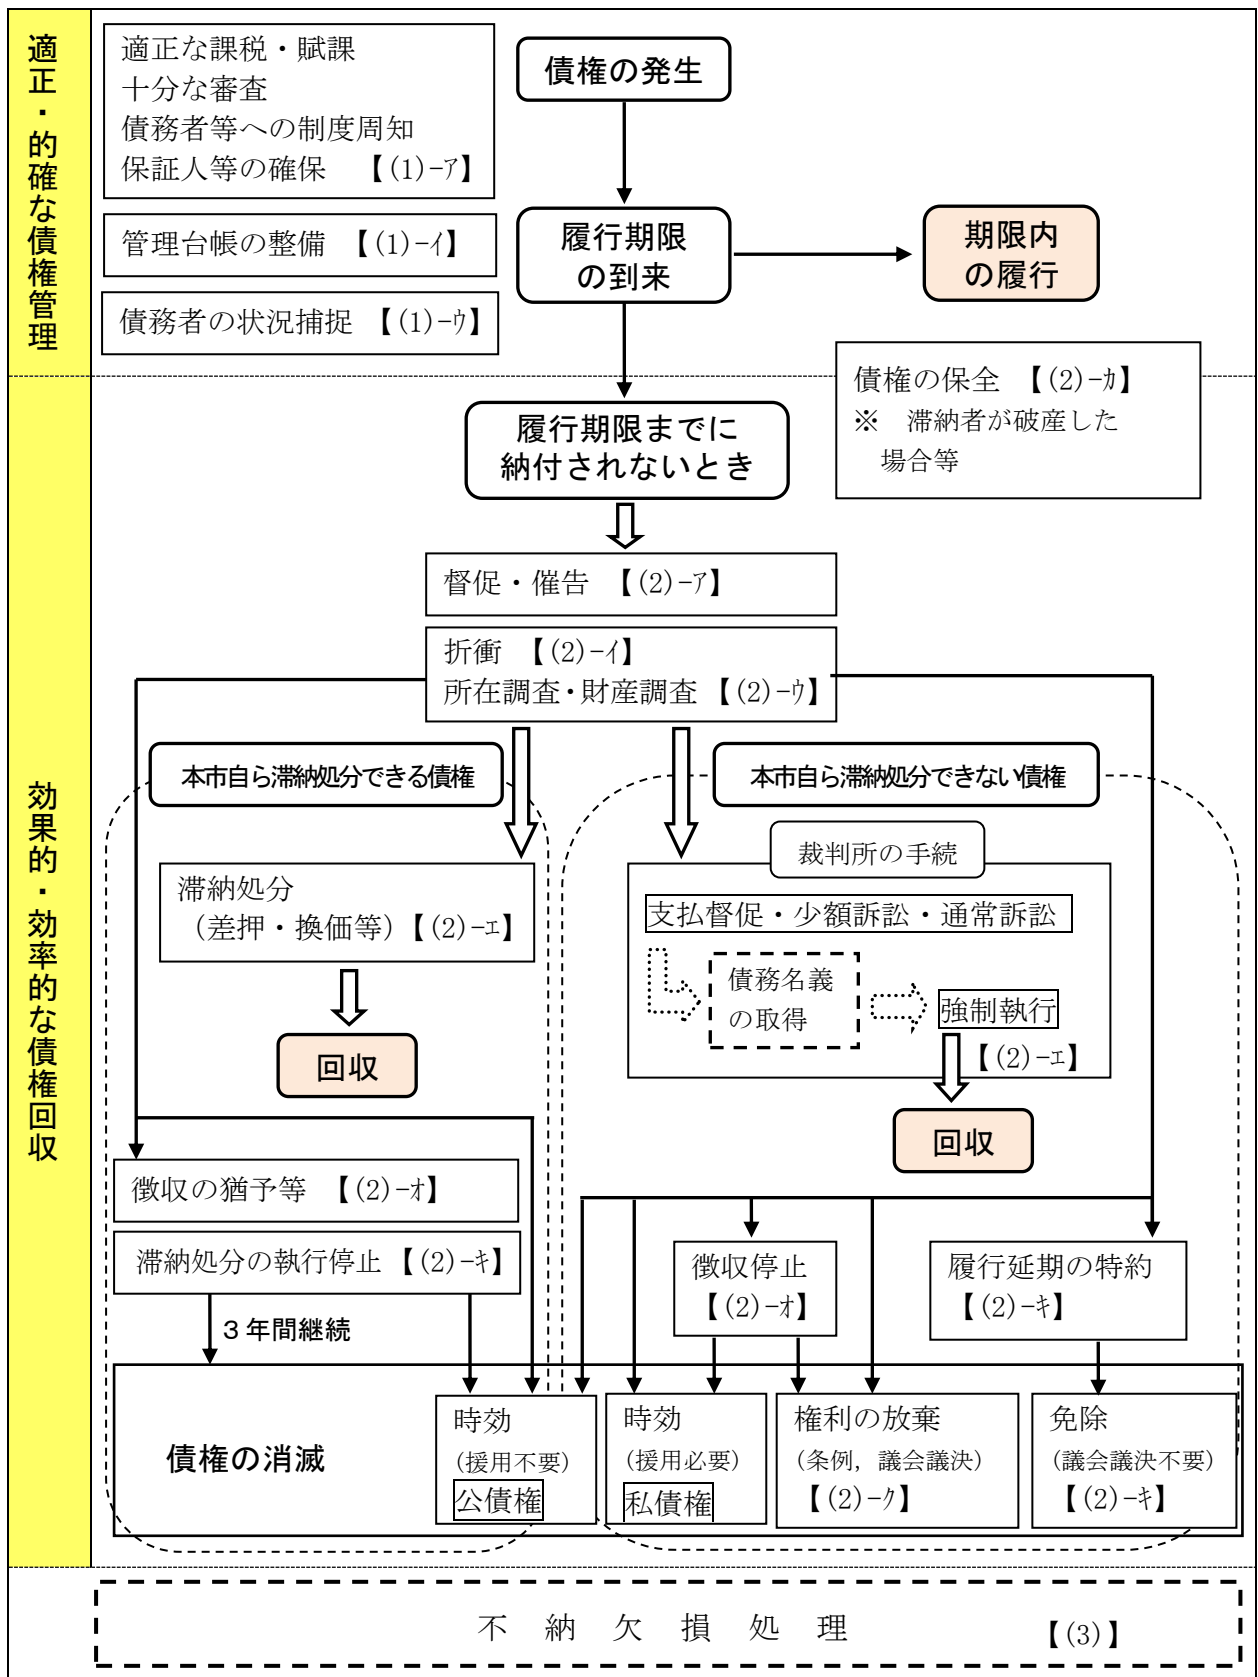 適正・的確な債権管理
適正な課税・賦課
十分な審査
債務者等への制度周知
保証人等の確保　【(1)-ｱ】
管理台帳の整備　【(1)-ｲ】
債務者の状況捕捉　【(1)-ｳ】
債権の発生
履行期限
の到来
期限内
の履行
債権の保全　【(2)-ｶ】
※　滞納者が破産した
場合等
効果的・効率的な債権回収
履行期限までに
納付されないとき
督促・催告　【(2)-ｱ】
折衝　【(2)-ｲ】
所在調査・財産調査　【(2)-ｳ】
本市自ら滞納処分できる債権
本市自ら滞納処分できない債権
滞納処分
（差押・換価等）【(2)-ｴ】
回収
裁判所の手続
支払督促・少額訴訟・通常訴訟
債務名義
の取得
強制執行
【(2)-ｴ】
回収
徴収の猶予等　【(2)-ｵ】
滞納処分の執行停止　【(2)-ｷ】
３年間継続
徴収停止
【(2)-ｵ】
履行延期の特約
【(2)-ｷ】
債権の消滅
時効
（援用不要）
公債権
時効
（援用必要）
私債権
権利の放棄
（条例，議会議決）
【(2)-ｸ】
免除
（議会議決不要）
【(2)-ｷ】
不　納　欠　損　処　理　【(3)】